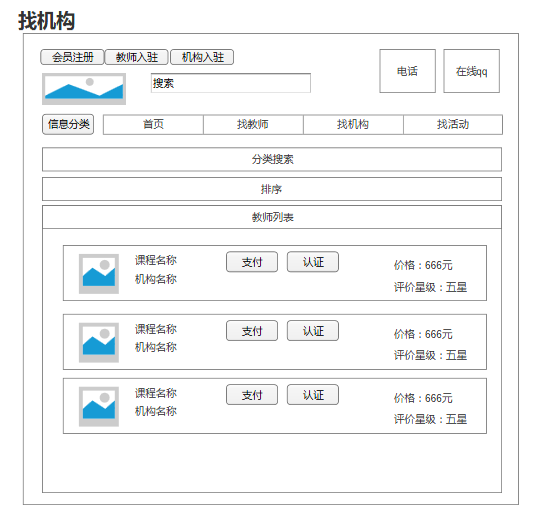 找机构
会员注册 教师入驻 机构入驻
电话 在线qq
搜索
信息分类 首页 找教师 找机构 找活动
分类搜索
排序
教师列表
课程名称 支付 认证 价格：666元
机构名称 评价星级：五星
课程名称 支付 认证 价格：666元
机构名称 评价星级：五星
课程名称 支付 认证 价格：666元
机构名称 评价星级：五星